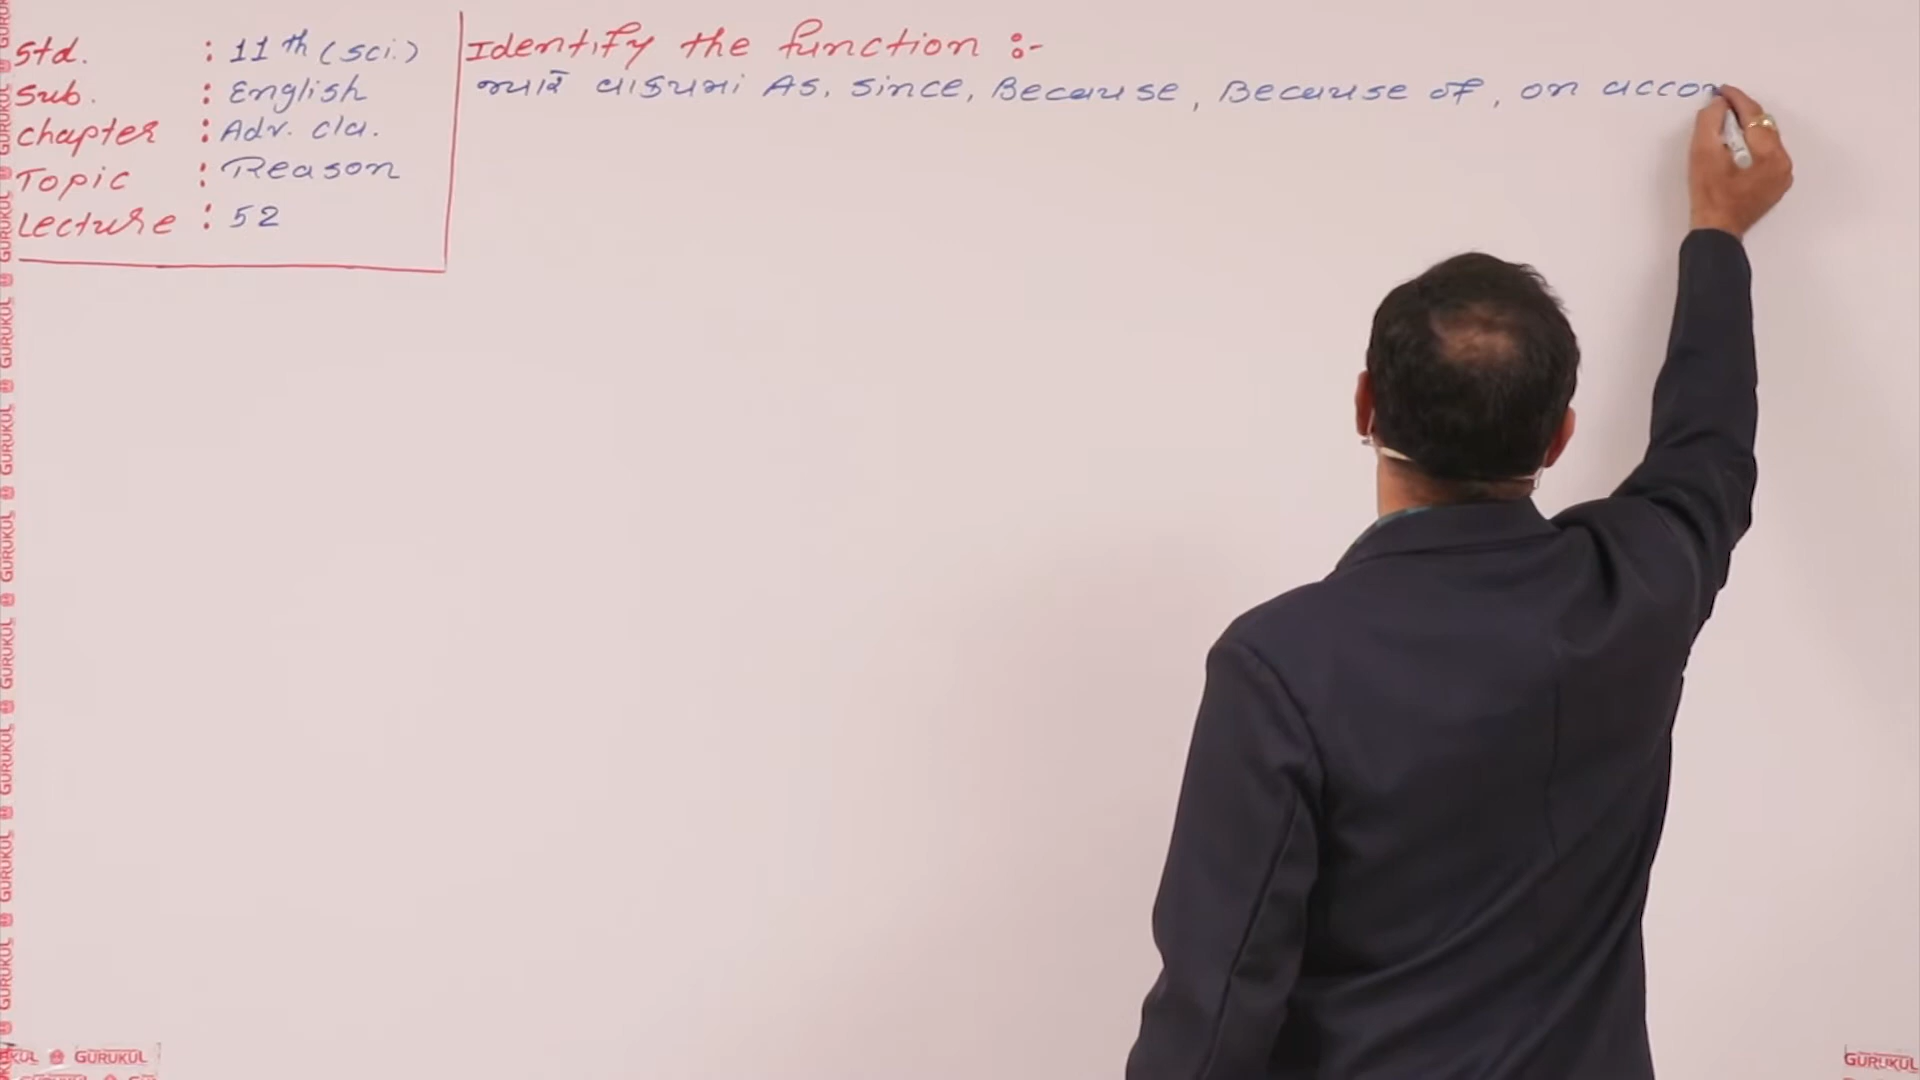 Std. : 11th (sci.)
Sub. : English
chapter : Adv. cla.
Topic : Reason
Lecture : 52
Identify the function :-
જ્યારે વાક્યમાં As, since, Because, Because of, on accou
GURUKUL
GURUKUL